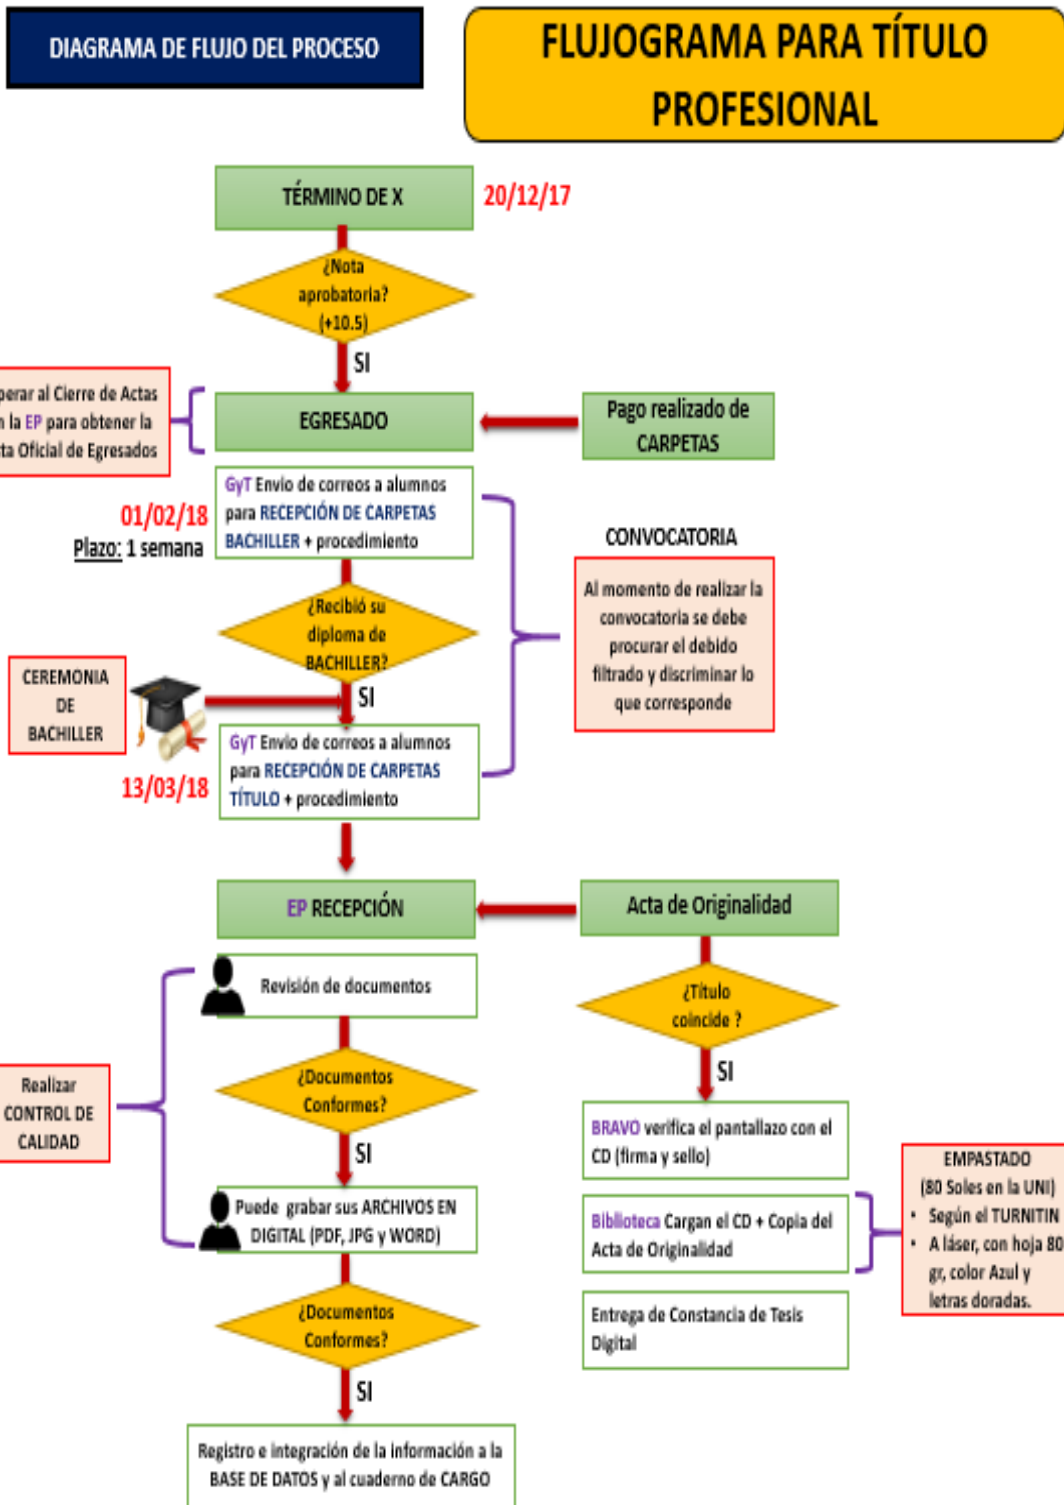 DIAGRAMA DE FLUJO DEL PROCESO
FLUJOGRAMA PARA TÍTULO
PROFESIONAL
TÉRMINO DE X
20/12/17
¿Nota
aprobatoria?
(+10.5)
SI
perar al Cierre de Actas
n la EP para obtener la
ta Oficial de Egresados
EGRESADO
Pago realizado de
CARPETAS
GyT Envio de correos a alumnos
para RECEPCIÓN DE CARPETAS
BACHILLER + procedimiento
01/02/18
Plazo: 1 semana
CONVOCATORIA
Al momento de realizar la
convocatoria se debe
procurar el debido
filtrado y discriminar lo
que corresponde
¿Recibió su
diploma de
BACHILLER?
SI
CEREMONIA
DE
BACHILLER
13/03/18
GyT Envio de correos a alumnos
para RECEPCIÓN DE CARPETAS
TÍTULO + procedimiento
EP RECEPCIÓN
Acta de Originalidad
Revisión de documentos
¿Título
coincide ?
SI
¿Documentos
Conformes?
SI
Realizar
CONTROL DE
CALIDAD
BRAVO verifica el pantallazo con el
CD (firma y sello)
Puede grabar sus ARCHIVOS EN
DIGITAL (PDF, JPG y WORD)
Biblioteca Cargan el CD + Copia del
Acta de Originalidad
EMPASTADO
(80 Soles en la UNI)
• Según el TURNITIN
• A láser, con hoja 80
gr, color Azul y
letras doradas.
Entrega de Constancia de Tesis
Digital
¿Documentos
Conformes?
SI
Registro e integración de la información a la
BASE DE DATOS y al cuaderno de CARGO